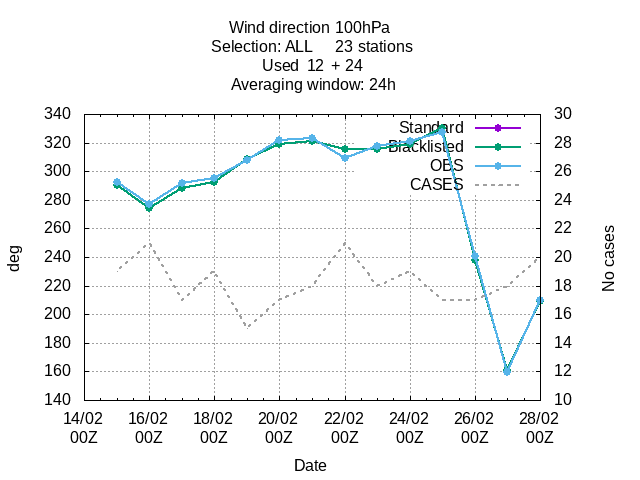 Wind direction 100hPa
Selection: ALL 23 stations
Used 12 + 24
Averaging window: 24h
340 30
Standard
320 28
Blacklisted
300 26
OBS
CASES
280 24
260 22
240 20
deg
No cases
220 18
200 16
180 14
160 12
140 10
14/02 16/02 18/02 20/02 22/02 24/02 26/02 28/02
00Z 00Z 00Z 00Z 00Z 00Z 00Z 00Z
Date